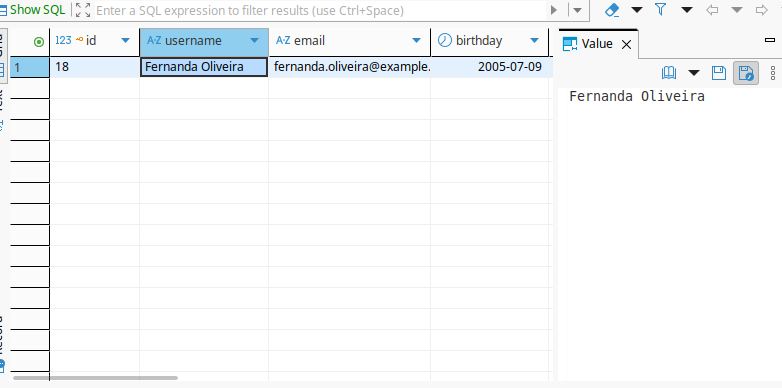 Show SQL Enter a SQL expression to filter results (use Ctrl+Space)
123 id A-Z username A-Z email birthday
1 18 Fernanda Oliveira fernanda.oliveira@example. 2005-07-09
Value
Fernanda Oliveira
Text